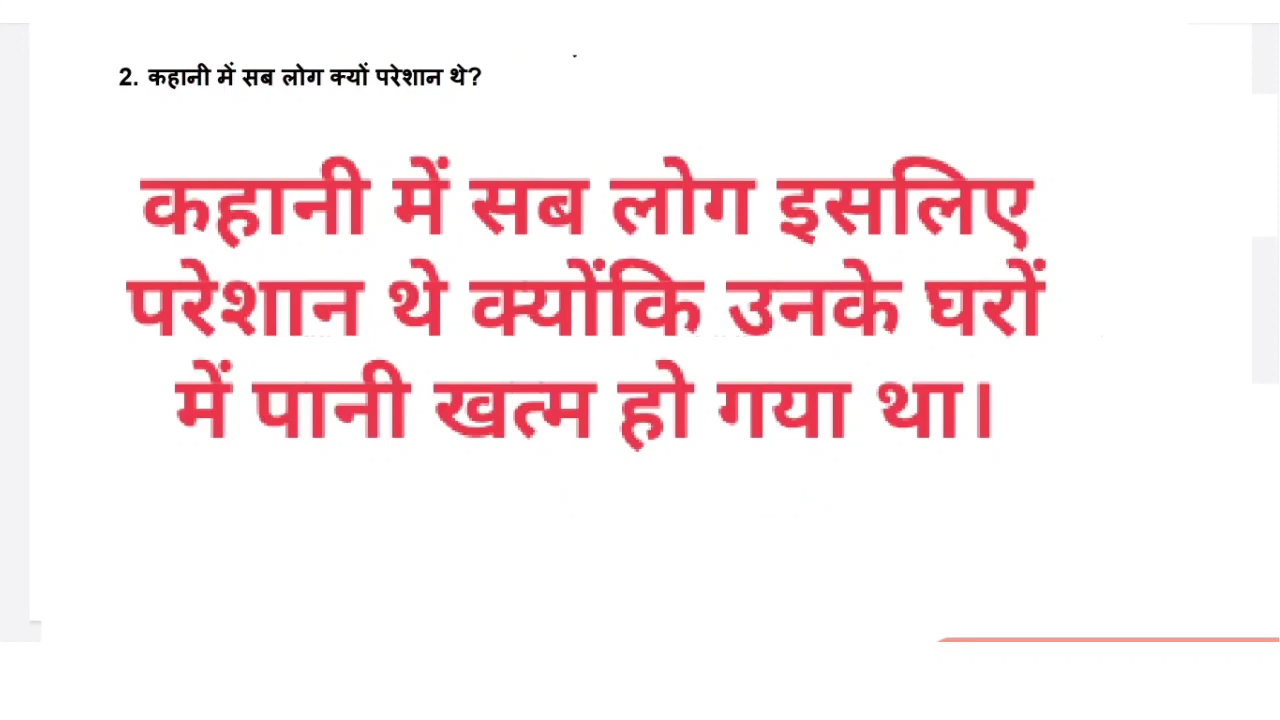 2. कहानी में सब लोग क्यों परेशान थे?
कहानी में सब लोग इसलिए
परेशान थे क्योंकि उनके घरों
में पानी खत्म हो गया था।